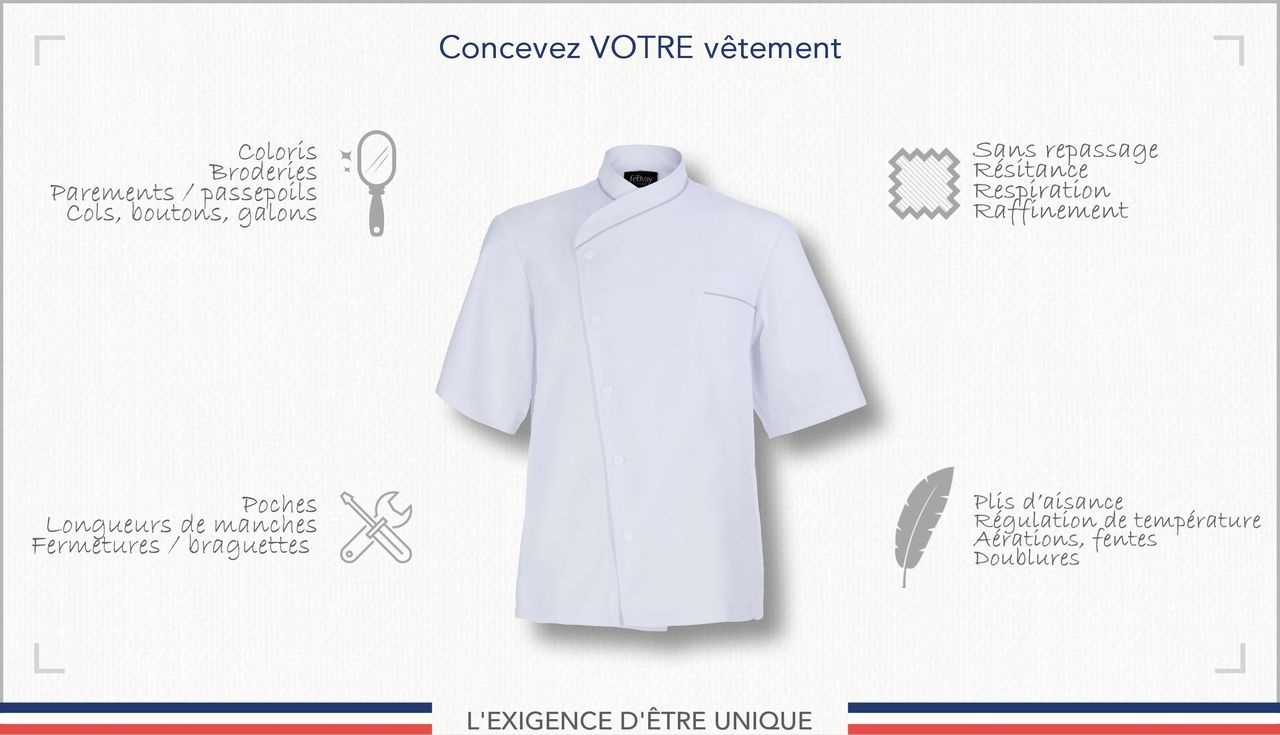 Concevez VOTRE vêtement
Coloris
Broderies
Parements / passepoils
Cols, boutons, galons
Sans repassage
Résitance
Respiration
Raffinement
Poches
Longueurs de manches
Fermetures / braguettes
Plis d'aisance
Régulation de température
Aérations, fentes
Doublures
L'EXIGENCE D'ÊTRE UNIQUE